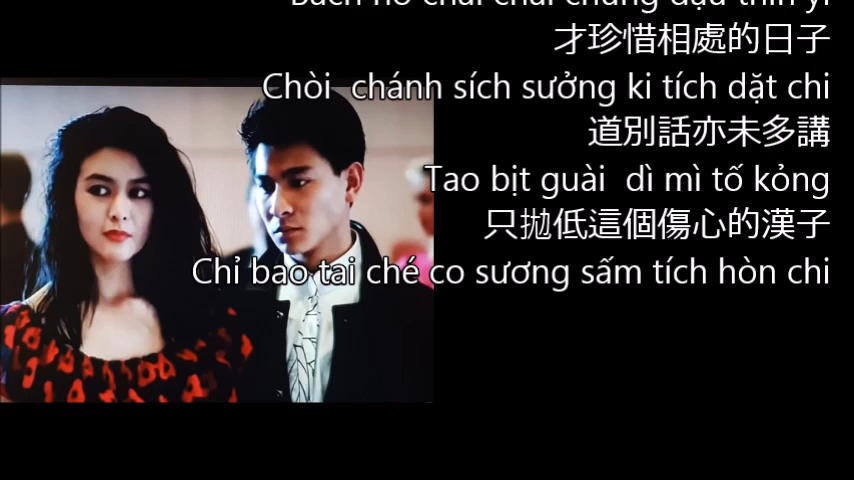 才珍惜相處的日子
Chòi chánh sích sưởng ki tích dặt chi
道別話亦未多講
Tao bịt guài dì mì tố kỏng
只拋低這個傷心的漢子
Chỉ bao tai ché co sương sấm tích hòn chi